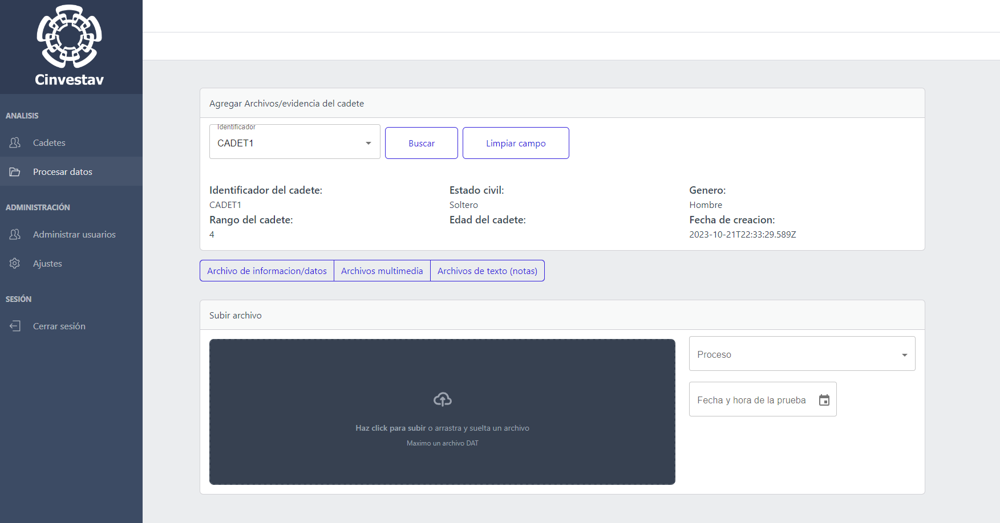 Cinvestav
ANALISIS
Cadetes
Procesar datos
ADMINISTRACIÓN
Administrar usuarios
Ajustes
SESIÓN
Cerrar sesión
Agregar Archivos/evidencia del cadete
Identificador
CADET1
Buscar
Limpiar campo
Identificador del cadete:
CADET1
Estado civil:
Soltero
Genero:
Hombre
Rango del cadete:
4
Edad del cadete:
Fecha de creacion:
2023-10-21T22:33:29.589Z
Archivo de informacion/datos
Archivos multimedia
Archivos de texto (notas)
Subir archivo
Haz click para subir o arrastra y suelta un archivo
Maximo un archivo DAT
Proceso
Fecha y hora de la prueba